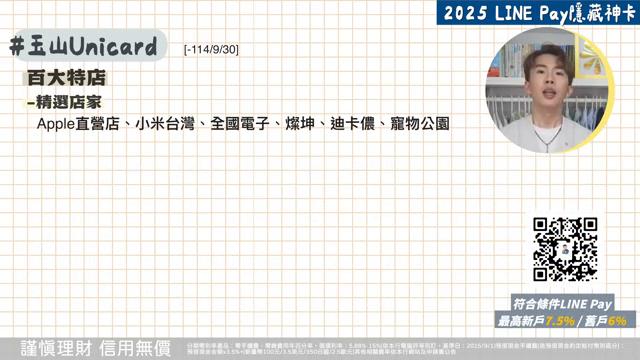 2025 LINE Pay隱藏神卡
#玉山Unicard [-114/9/30]
百大特店
-精選店家
Apple直營店、小米台灣、全國電子、燦坤、迪卡儂、寵物公園
符合條件LINE Pay
最高新戶7.5% / 舊戶6%
謹慎理財 信用無價